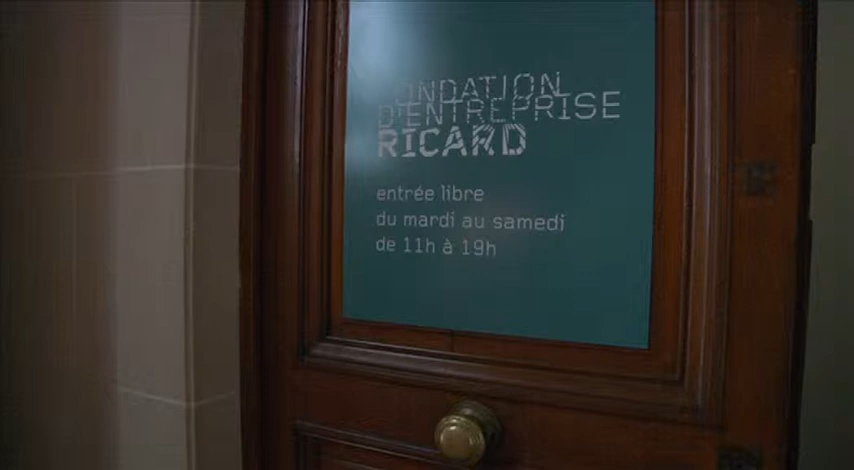 FONDATION
D'ENTREPRISE
RICARD
entrée libre
du mardi au samedi
de 11h à 19h